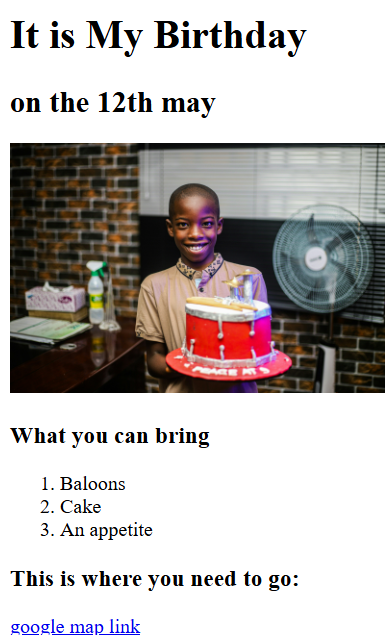 It is My Birthday
on the 12th may
What you can bring
1. Baloons
2. Cake
3. An appetite
This is where you need to go:
google map link